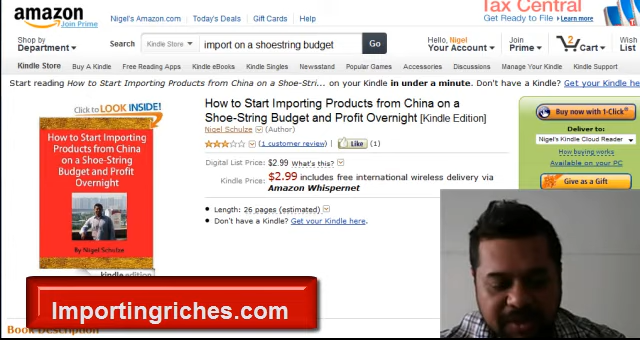 amazon
Join Prime
Nigel's Amazon.com
Today's Deals
Gift Cards
Help
Tax Central
Get Ready to File
Learn more
Shop by
Department
Search
Kindle Store
import on a shoestring budget
Go
Hello, Nigel
Your Account
Join
Prime
2
Cart
Wish
List
Kindle Store
Buy A Kindle
Free Reading Apps
Kindle eBooks
Kindle Singles
Newsstand
Popular Games
Accessories
Discussions
Manage Your Kindle
Kindle Support
Start reading How to Start Importing Products from China on a Shoe-Stri... on your Kindle in under a minute. Don't have a Kindle? Get your Kindle he
Click to LOOK INSIDE!
How to Start Importing
Products from China
on a Shoe-String
Budget and Profit
Overnight
By Nigel Schulze
kindle edition
How to Start Importing Products from China on a
Shoe-String Budget and Profit Overnight [Kindle Edition]
Nigel Schulze (Author)
(1 customer review)
Like (1)
Digital List Price: $2.99 What's this?
Kindle Price: $2.99 includes free international wireless delivery via
Amazon Whispernet
Length: 26 pages (estimated)
Don't have a Kindle? Get your Kindle here.
Buy now with 1-Click
Deliver to:
Nigel's Kindle Cloud Reader
How buying works
Available on your PC
Give as a Gift
Importingriches.com
Book Description